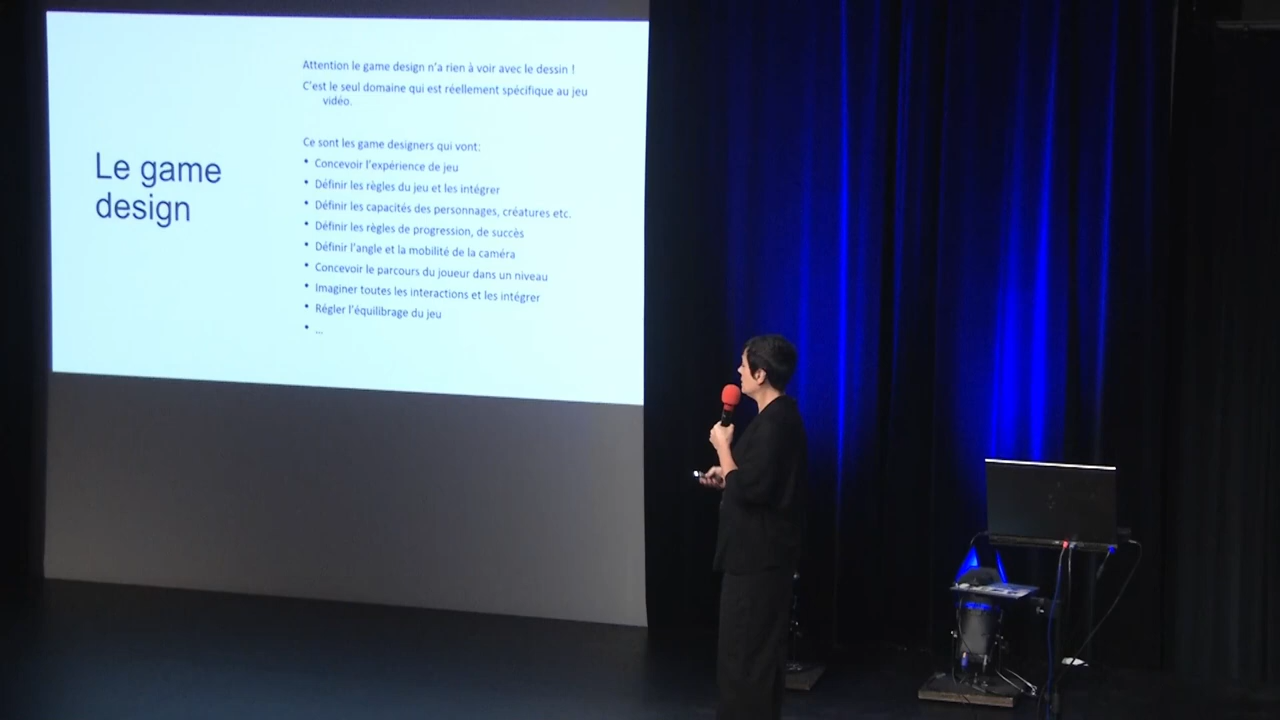 Le game
design
Attention le game design n'a rien à voir avec le dessin !
C'est le seul domaine qui est réellement spécifique au jeu
vidéo.
Ce sont les game designers qui vont:
• Concevoir l'expérience de jeu
• Définir les règles du jeu et les intégrer
• Définir les capacités des personnages, créatures etc.
• Définir les règles de progression, de succès
• Définir l'angle et la mobilité de la caméra
• Concevoir le parcours du joueur dans un niveau
• Imaginer toutes les interactions et les intégrer
• Régler l'équilibrage du jeu
• ...